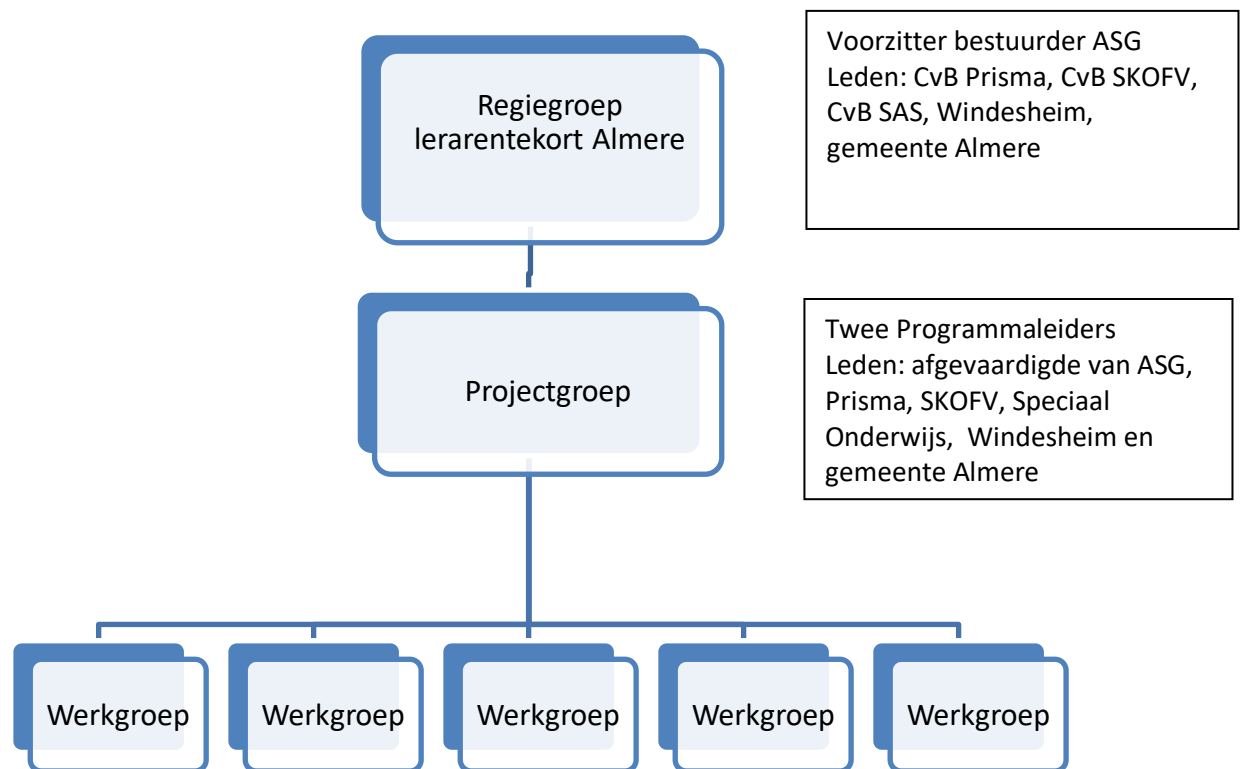 Regiegroep
lerarentekort Almere
Voorzitter bestuurder ASG
Leden: CvB Prisma, CvB SKOFV,
CvB SAS, Windesheim,
gemeente Almere
Projectgroep
Twee Programmaleiders
Leden: afgevaardigde van ASG,
Prisma, SKOFV, Speciaal
Onderwijs, Windesheim en
gemeente Almere
Werkgroep
Werkgroep
Werkgroep
Werkgroep
Werkgroep